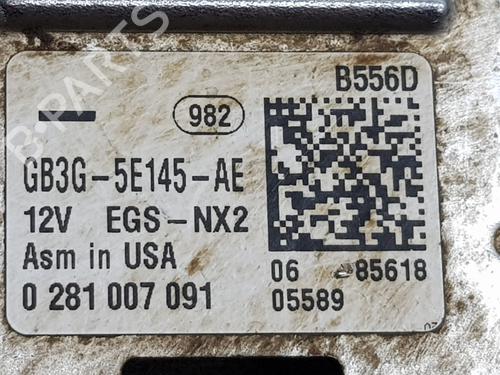 B-PARTS
982
B556D
GB3G-5E145-AE
12V EGS-NX2
Asm in USA
0 281 007 091
06 85618
05589